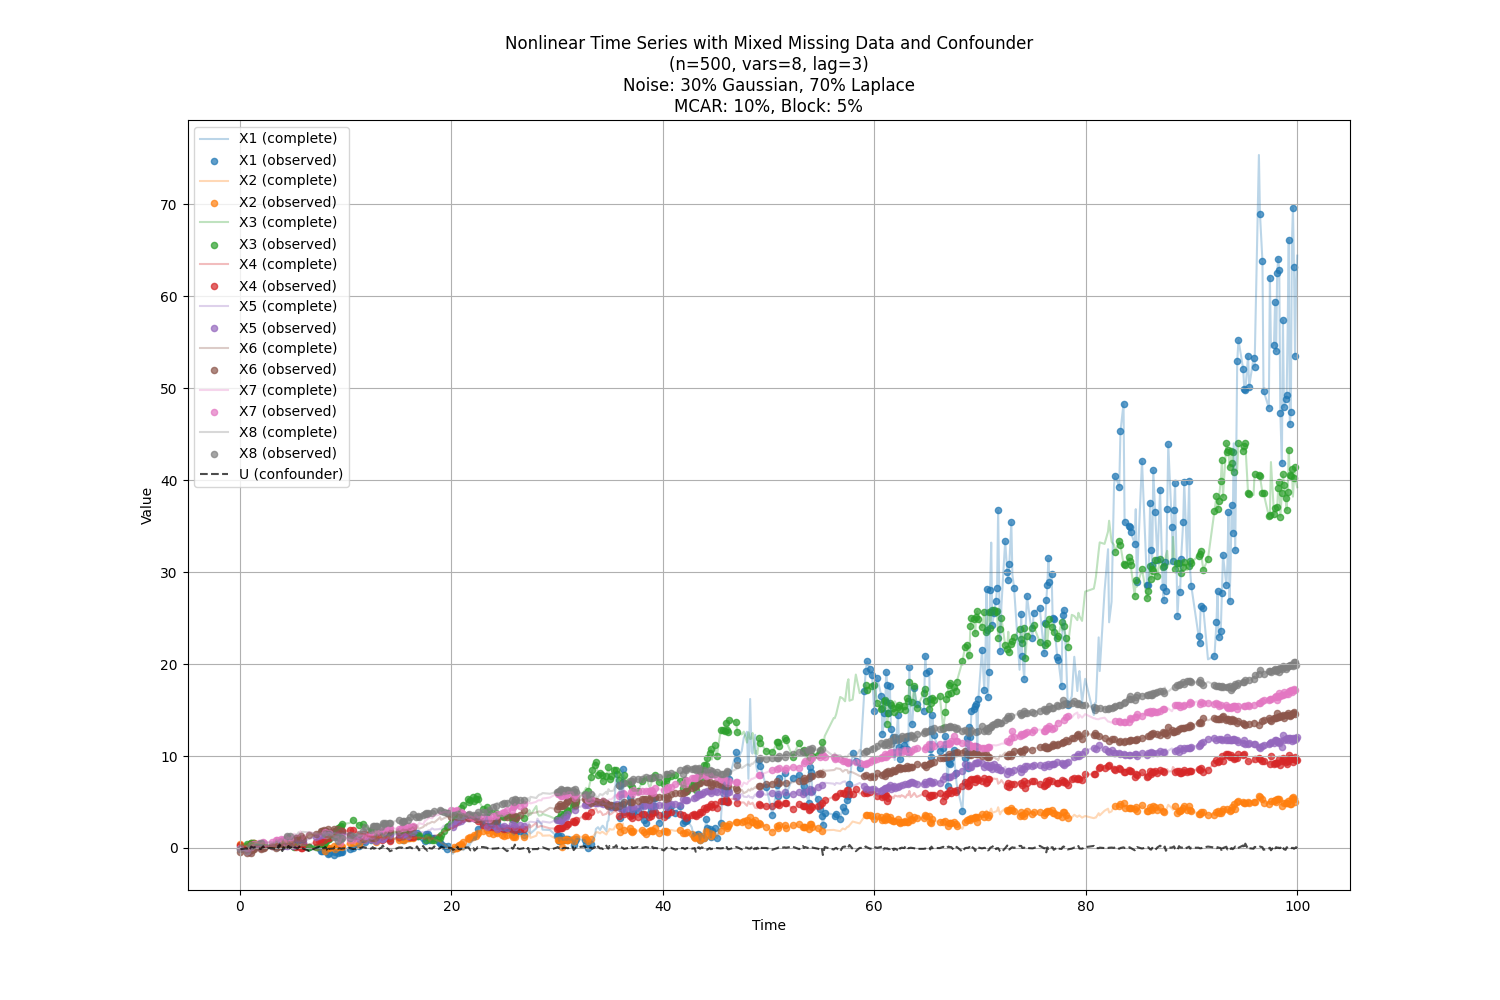 Nonlinear Time Series with Mixed Missing Data and Confounder
(n=500, vars=8, lag=3)
Noise: 30% Gaussian, 70% Laplace
MCAR: 10%, Block: 5%
X1 (complete)
X1 (observed)
X2 (complete)
X2 (observed)
X3 (complete)
X3 (observed)
X4 (complete)
X4 (observed)
X5 (complete)
X5 (observed)
X6 (complete)
X6 (observed)
X7 (complete)
X7 (observed)
X8 (complete)
X8 (observed)
U (confounder)
Value
70
60
50
40
30
20
10
0
0 20 40 60 80 100
Time